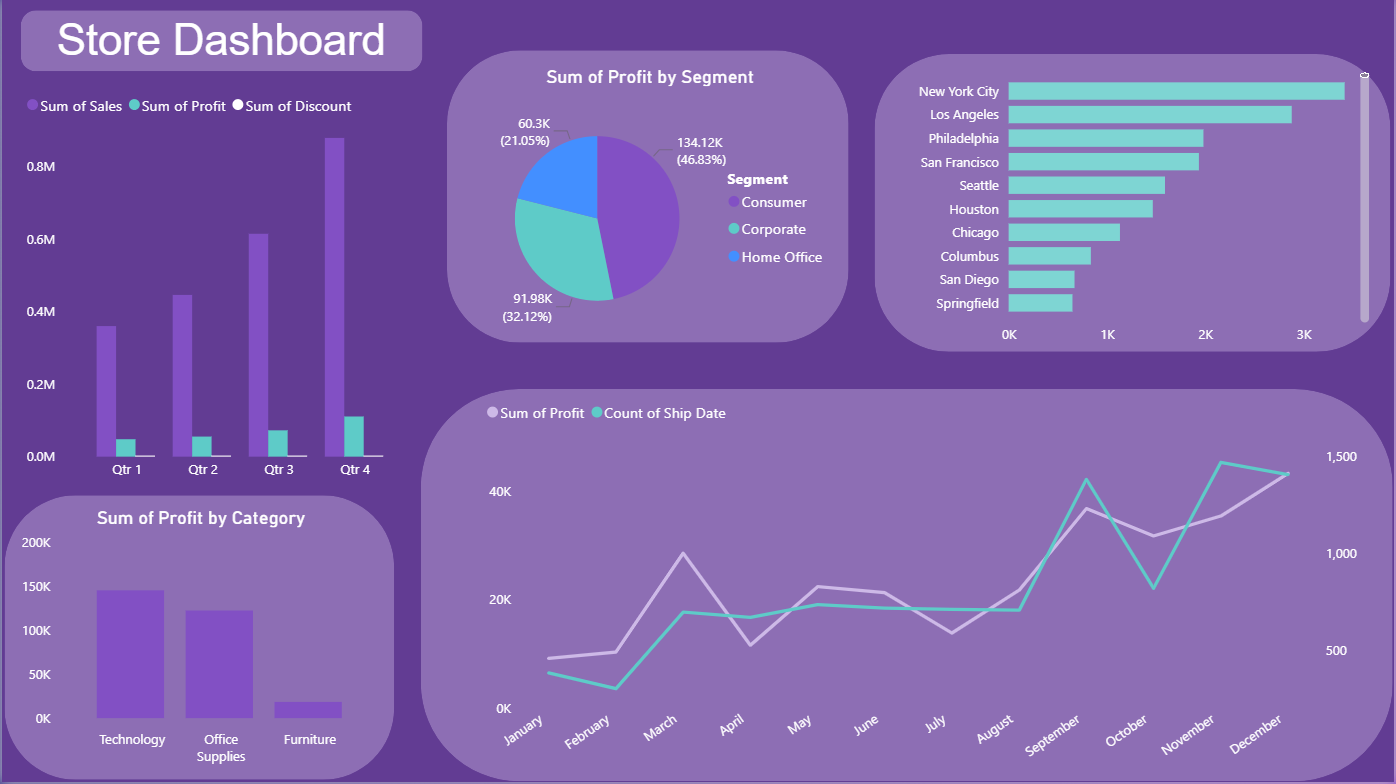 Store Dashboard
Sum of Sales Sum of Profit Sum of Discount
0.8M
0.6M
0.4M
0.2M
0.0M
Qtr 1 Qtr 2 Qtr 3 Qtr 4
Sum of Profit by Segment
60.3K
(21.05%)
134.12K
(46.83%)
91.98K
(32.12%)
Segment
Consumer
Corporate
Home Office
New York City
Los Angeles
Philadelphia
San Francisco
Seattle
Houston
Chicago
Columbus
San Diego
Springfield
0K 1K 2K 3K
Sum of Profit by Category
200K
150K
100K
50K
0K
Technology
Office
Supplies
Furniture
Sum of Profit Count of Ship Date
40K
20K
0K
1,500
1,000
500
January February March April May June July August September October November December